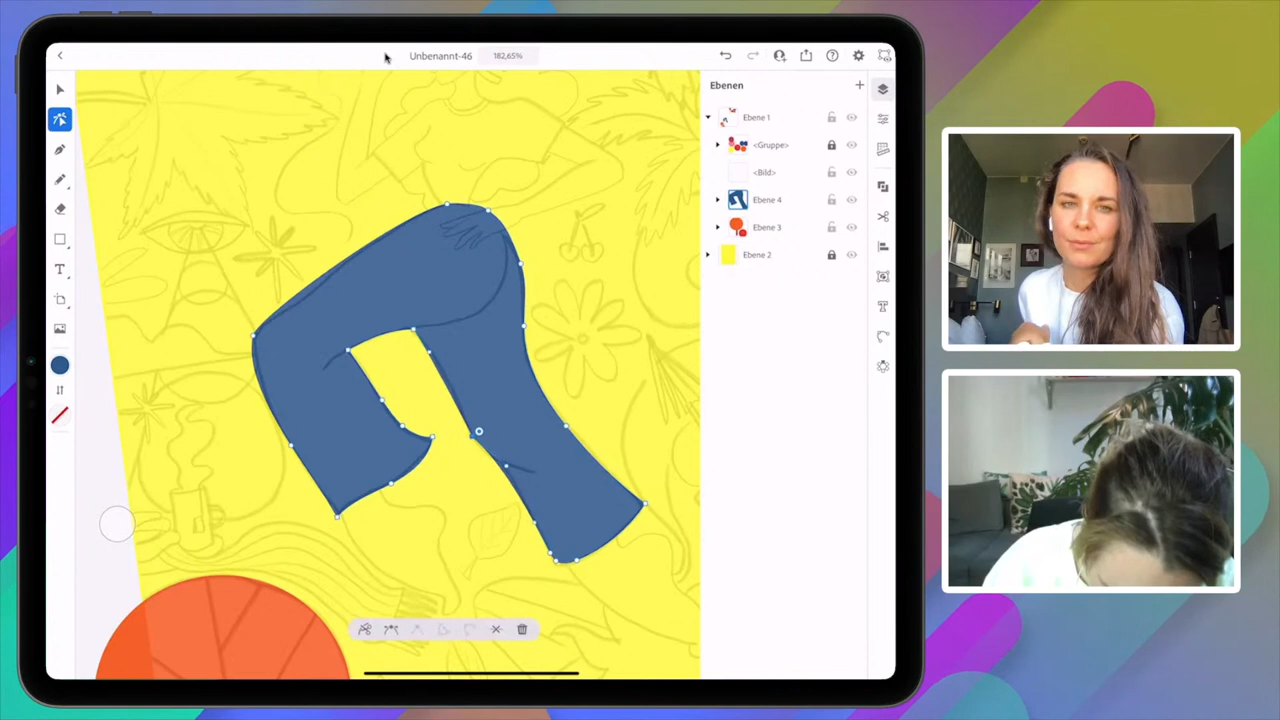 Unbenannt-46
182,65%
Ebenen
Ebene 1
<Gruppe>
<Bild>
Ebene 4
Ebene 3
Ebene 2